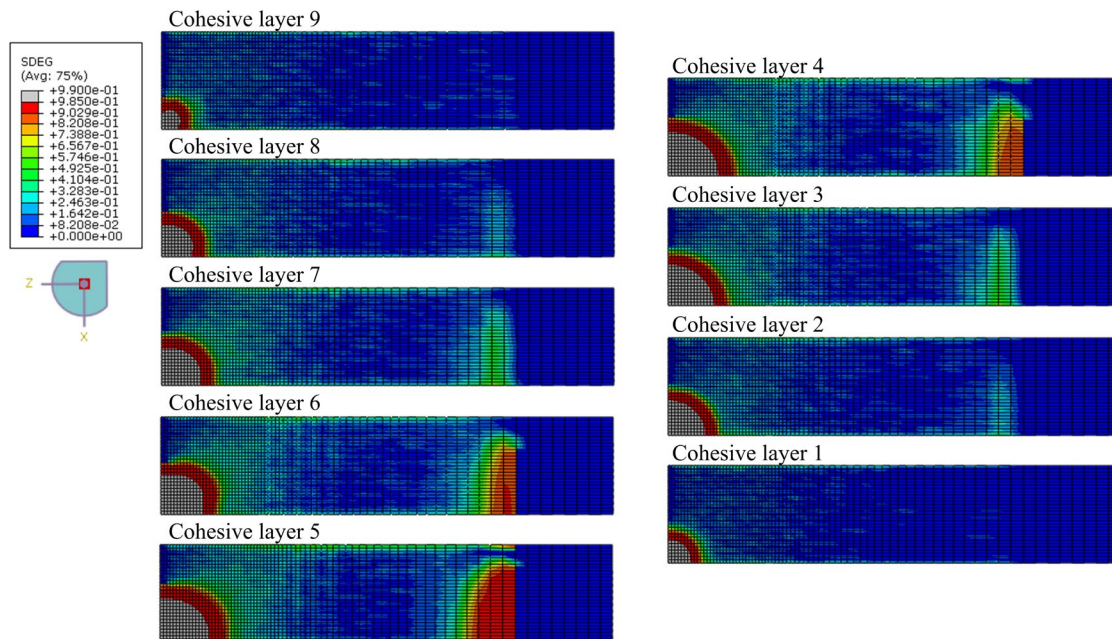 Cohesive layer 9
SDEG
(Avg: 75%)
+9.900e-01
+9.850e-01
+9.029e-01
+8.208e-01
+7.388e-01
+6.567e-01
+5.746e-01
+4.925e-01
+4.104e-01
+3.283e-01
+2.463e-01
+1.642e-01
+8.208e-02
+0.000e+00
Z
X
Cohesive layer 8
Cohesive layer 7
Cohesive layer 6
Cohesive layer 5
Cohesive layer 4
Cohesive layer 3
Cohesive layer 2
Cohesive layer 1